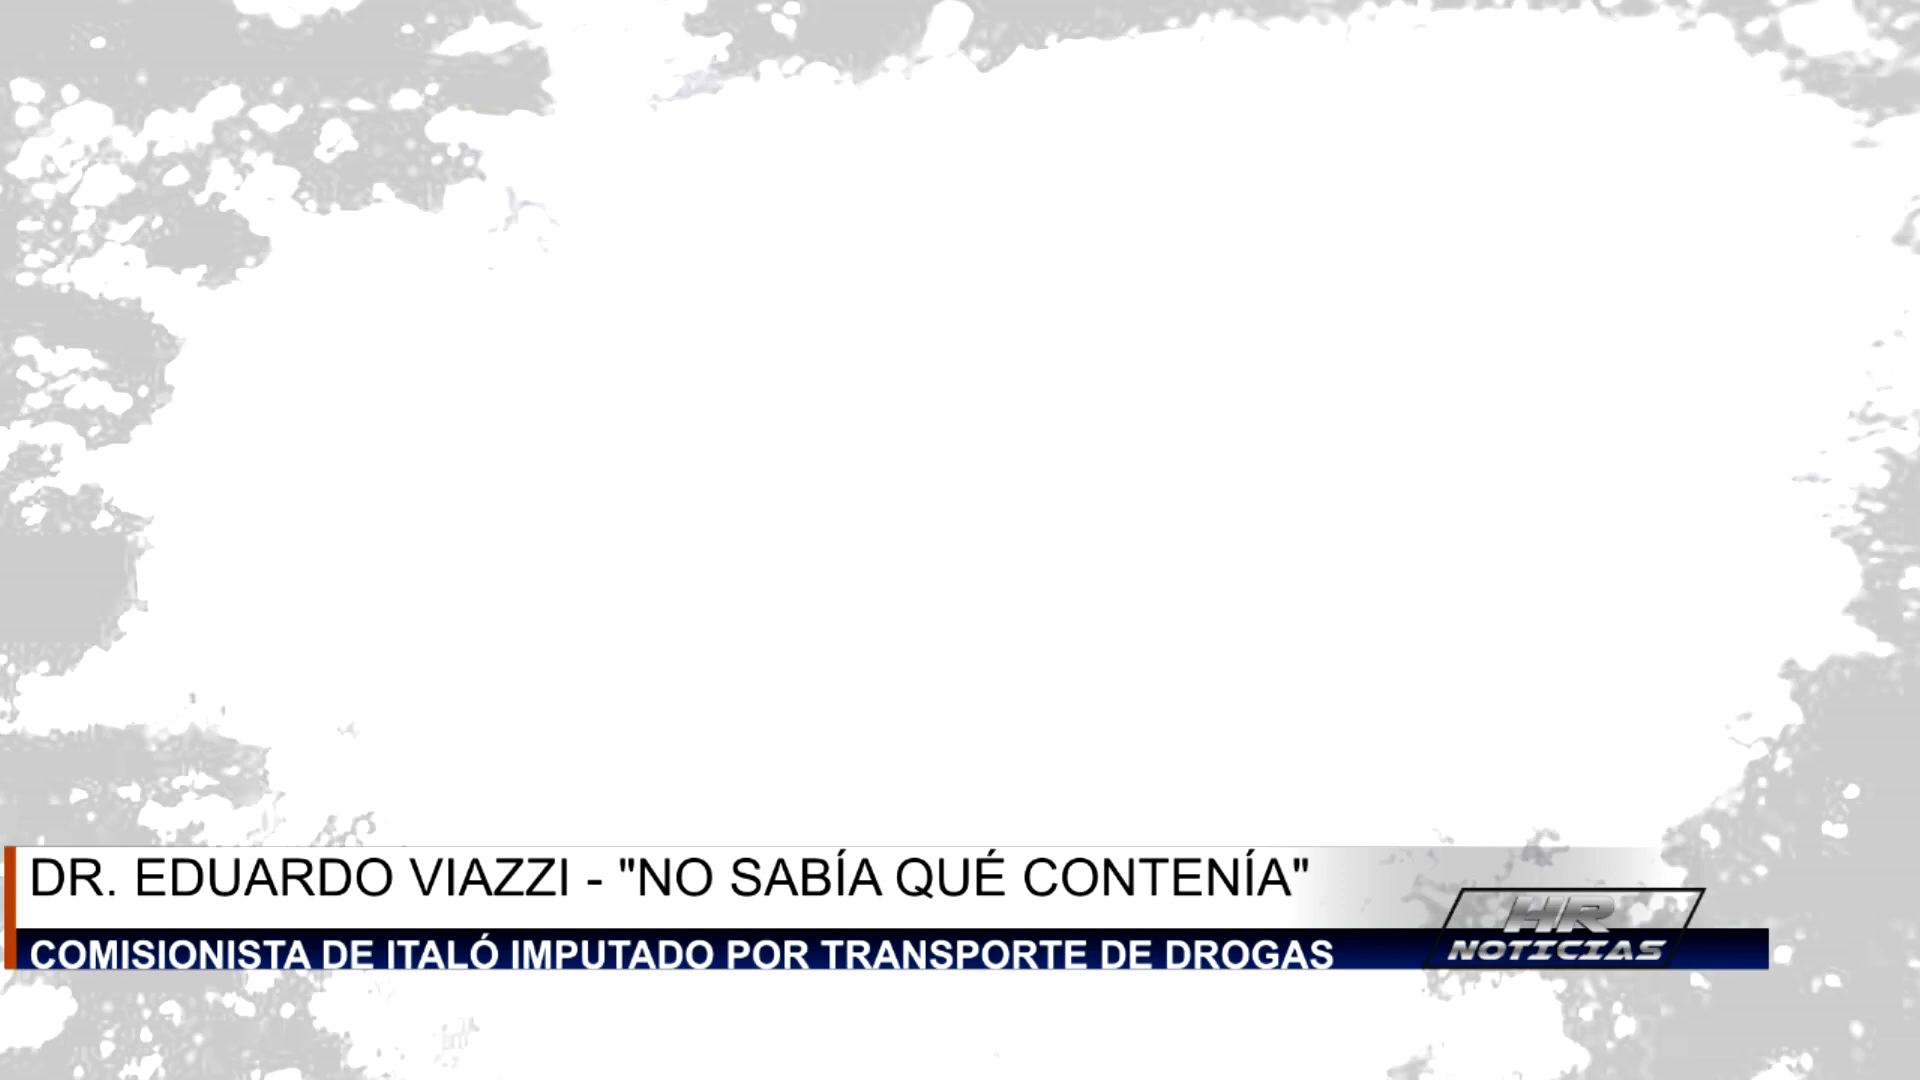 DR. EDUARDO VIAZZI - "NO SABÍA QUÉ CONTENÍA"
COMISIONISTA DE ITALÓ IMPUTADO POR TRANSPORTE DE DROGAS
HR
NOTICIAS